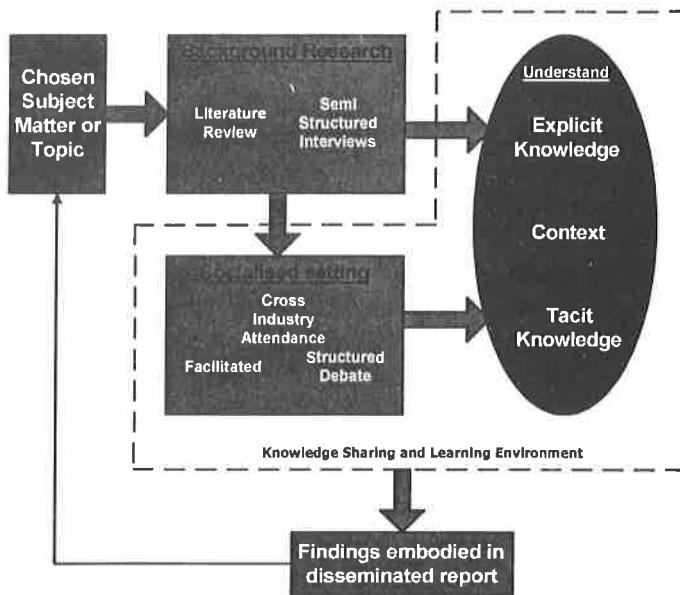 Chosen
Subject
Matter or
Topic
Background Research
Literature
Review
Semi
Structured
Interviews
Understand
Explicit
Knowledge
Context
Tacit
Knowledge
Socialised setting
Cross
Industry
Attendance
Facilitated
Structured
Debate
Knowledge Sharing and Learning Environment
Findings embodied in
disseminated report